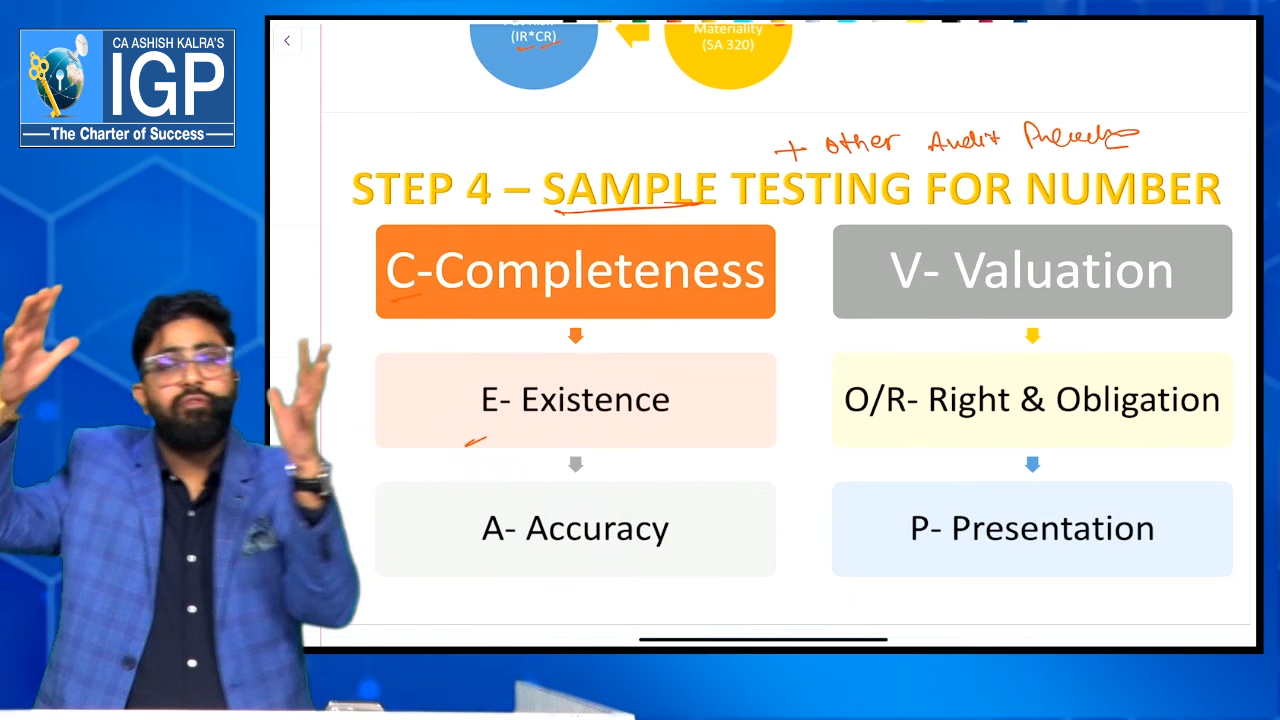 CA ASHISH KALRA'S
IGP
The Charter of Success
(IR*CR)
Materiality
(SA 320)
+ Other Audit
STEP 4 – SAMPLE TESTING FOR NUMBER
C-Completeness
V- Valuation
E- Existence
O/R- Right & Obligation
A- Accuracy
P- Presentation